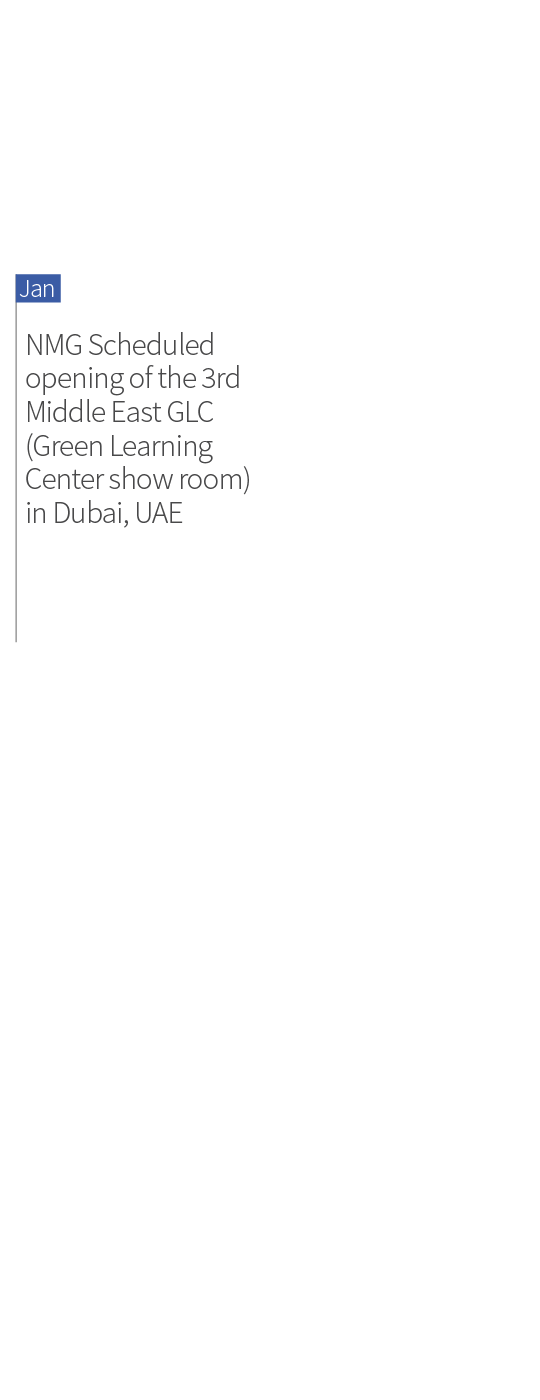 Jan
NMG Scheduled
opening of the 3rd
Middle East GLC
(Green Learning
Center show room)
in Dubai, UAE